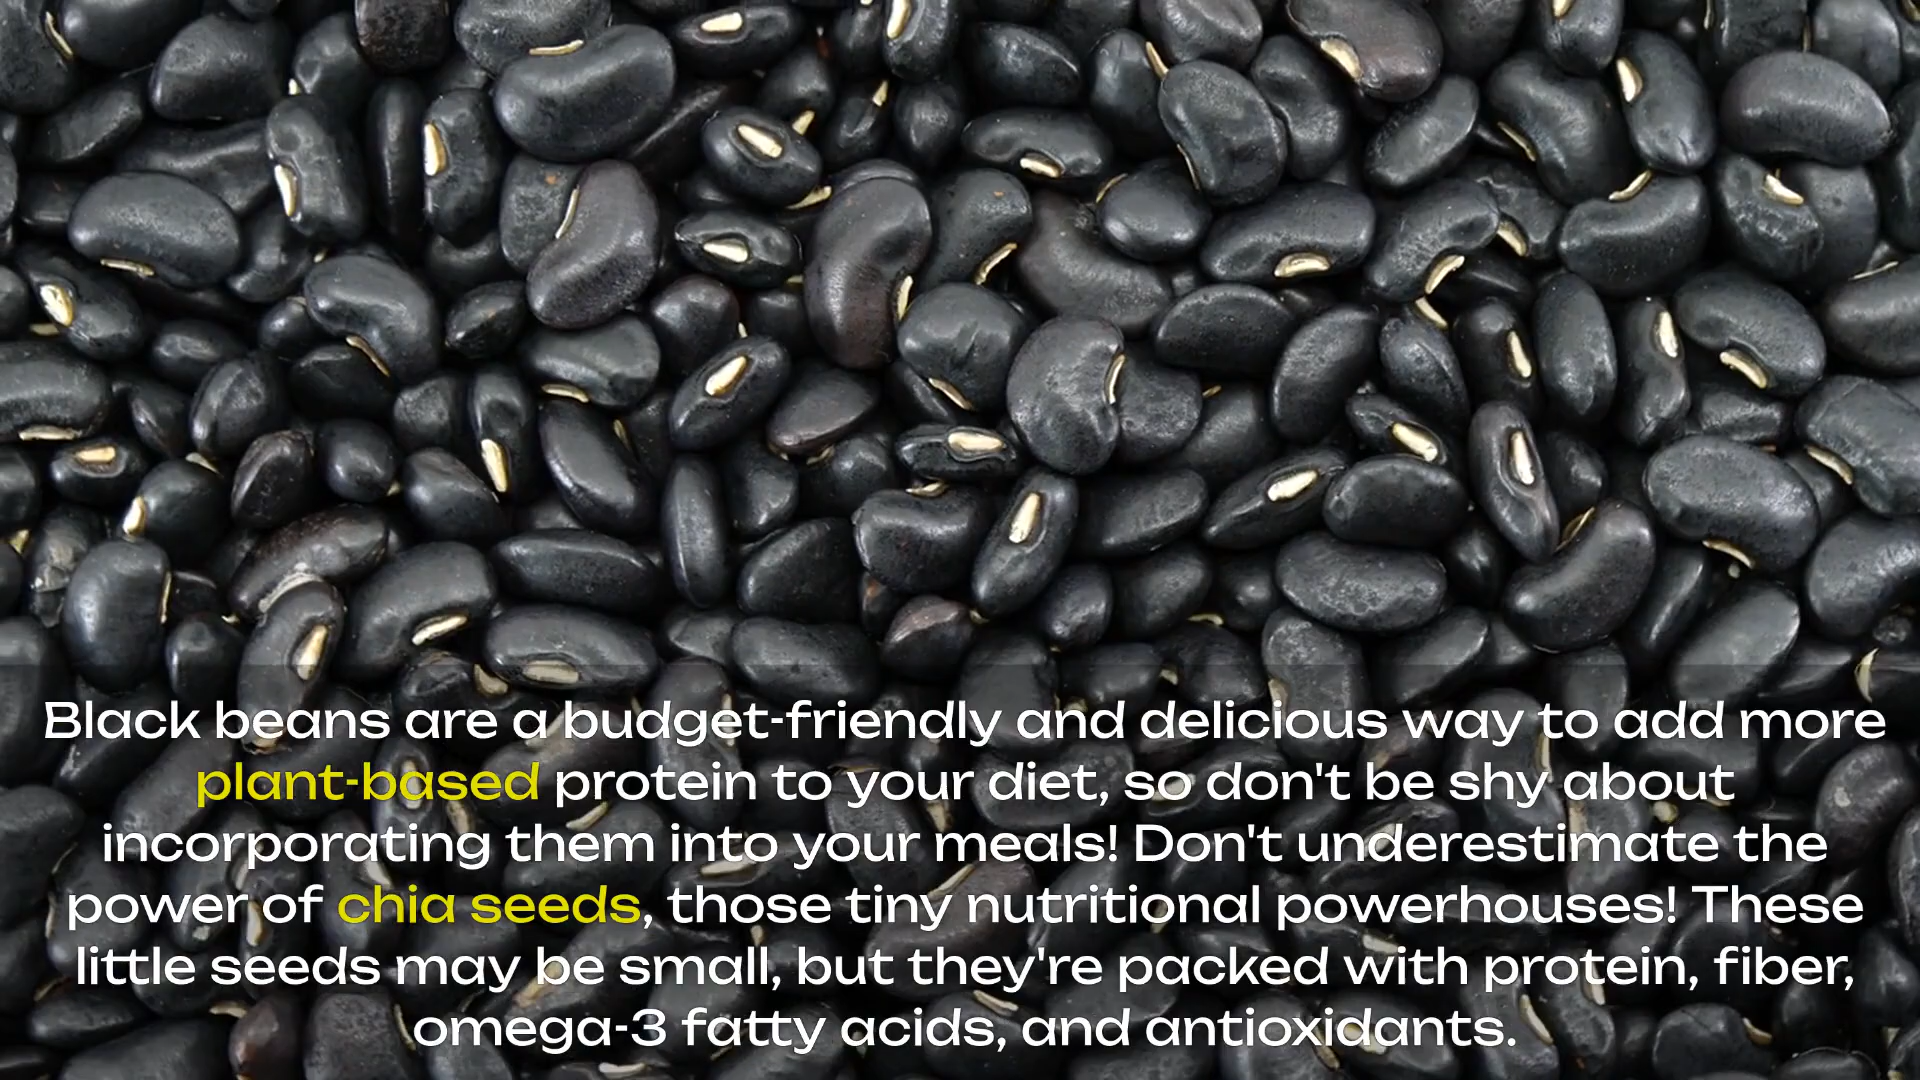 Black beans are a budget-friendly and delicious way to add more
plant-based protein to your diet, so don't be shy about
incorporating them into your meals! Don't underestimate the
power of chia seeds, those tiny nutritional powerhouses! These
little seeds may be small, but they're packed with protein, fiber,
omega-3 fatty acids, and antioxidants.